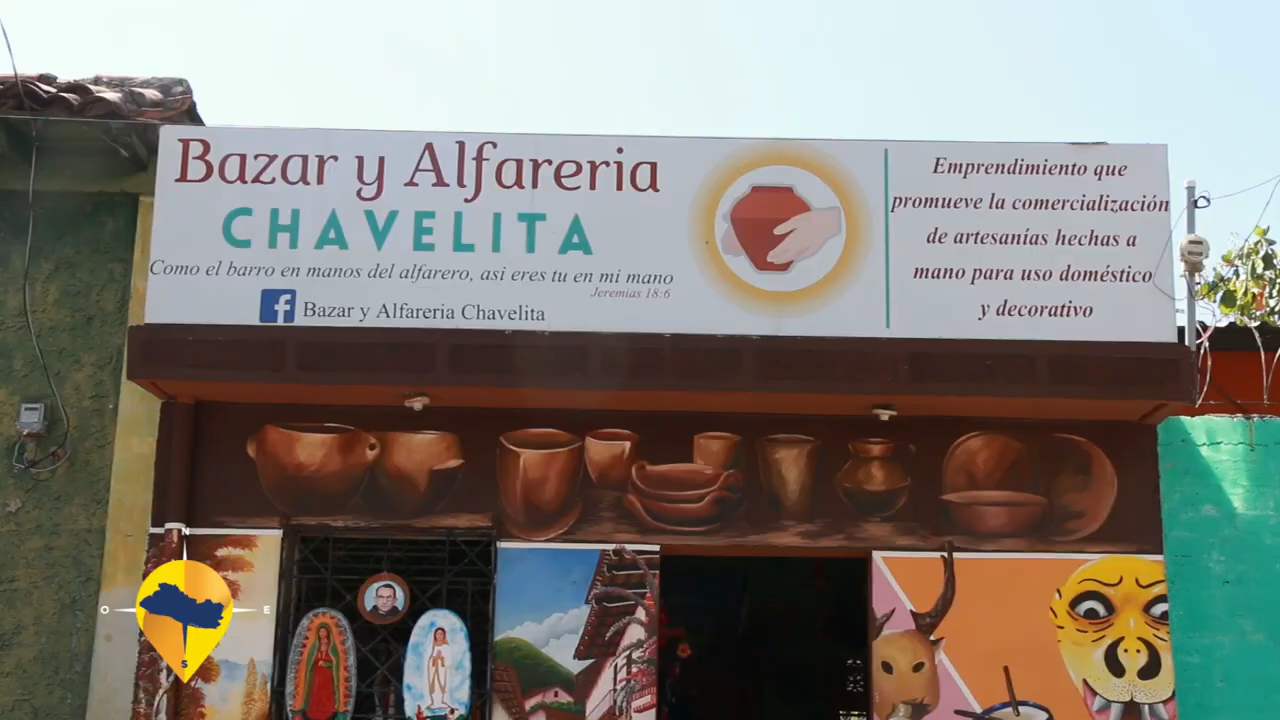 Bazar y Alfareria
CHAVELITA
Como el barro en manos del alfarero, asi eres tu en mi mano
Jeremias 18:6
f Bazar y Alfareria Chavelita
Emprendimiento que
promueve la comercialización
de artesanías hechas a
mano para uso doméstico
y decorativo
N
O E
S